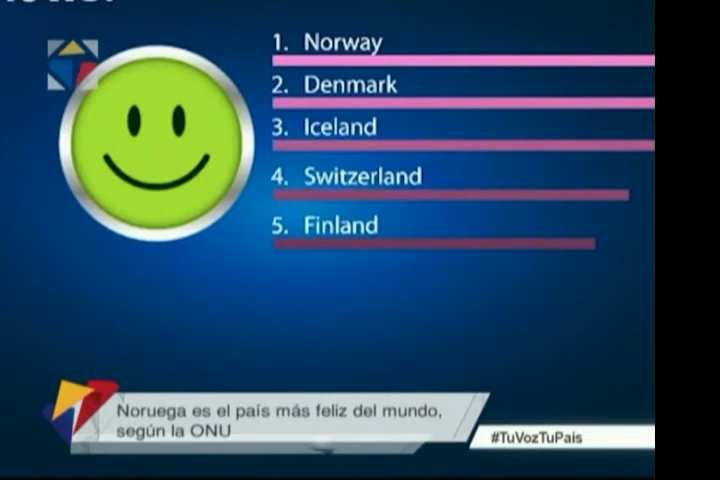 1. Norway
2. Denmark
3. Iceland
4. Switzerland
5. Finland
Noruega es el país más feliz del mundo,
según la ONU
#TuVozTuPais